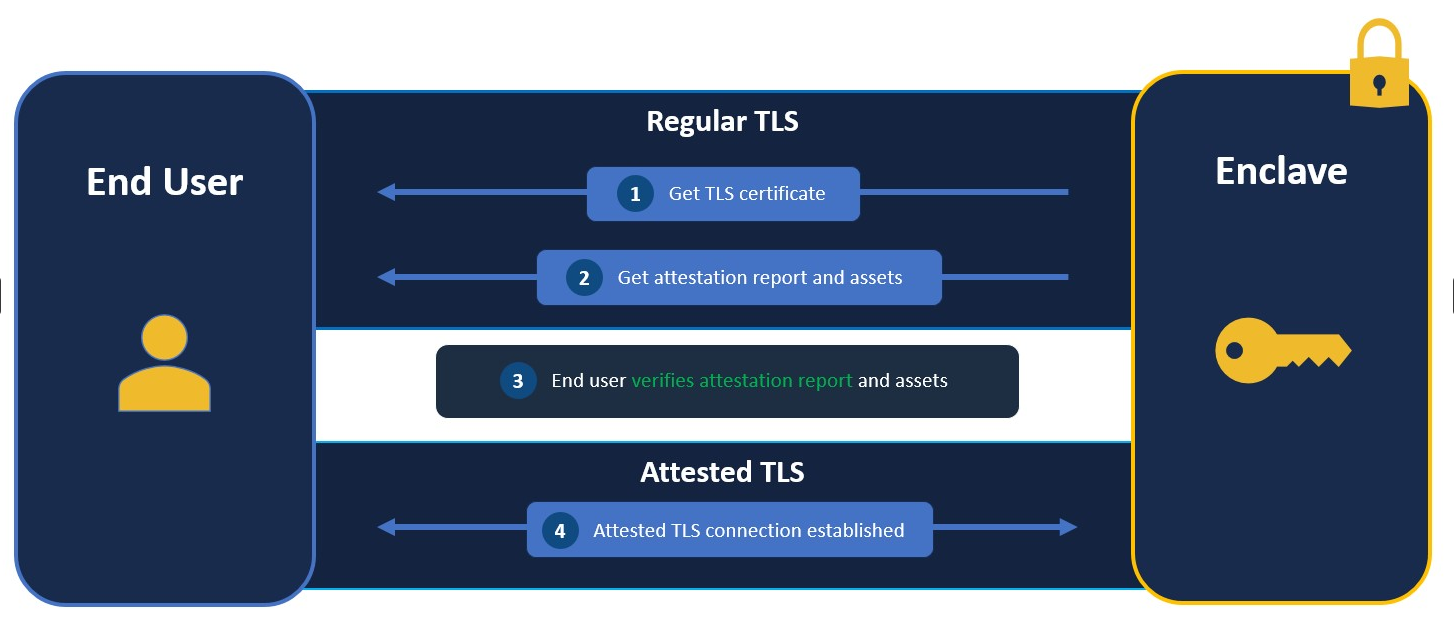 Regular TLS
End User
Enclave
1 Get TLS certificate
2 Get attestation report and assets
3 End user verifies attestation report and assets
Attested TLS
4 Attested TLS connection established